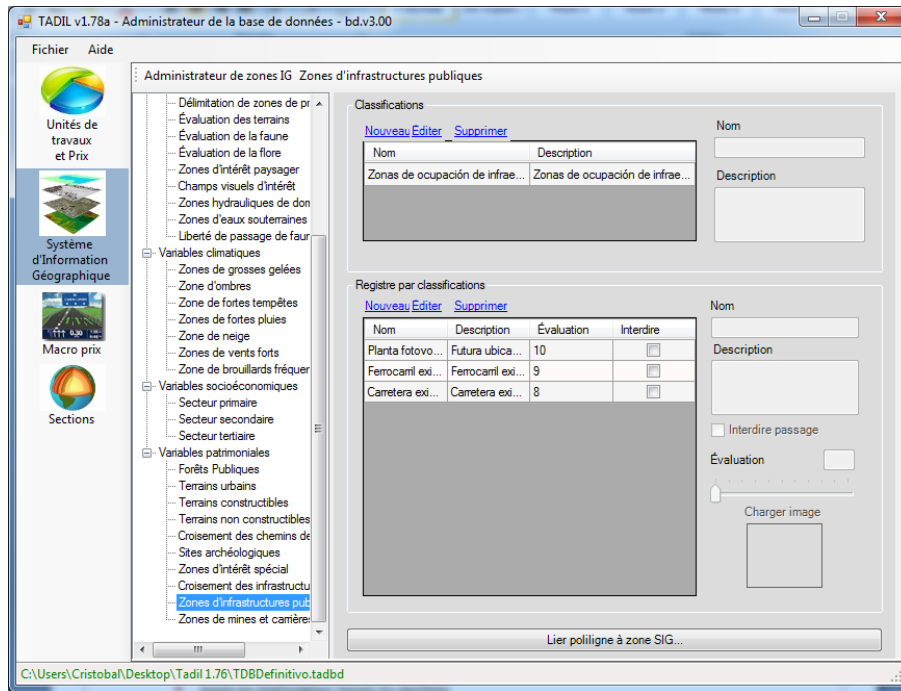 TADIL v1.78a - Administrateur de la base de données - bd.v3.00
Fichier Aide
Unités de
travaux
et Prix
Système
d'Information
Géographique
Macro prix
Sections
Administrateur de zones IG Zones d'infrastructures publiques
Délimitation de zones de pr
Évaluation des terrains
Évaluation de la faune
Évaluation de la flore
Zones d'intérêt paysager
Champs visuels d'intérêt
Zones hydrauliques de don
Zones d'eaux souterraines
Liberté de passage de faur
Variables climatiques
Zones de grosses gelées
Zone d'ombres
Zone de fortes tempêtes
Zones de fortes pluies
Zone de neige
Zones de vents forts
Zone de brouillards fréquer
Variables socioéconomiques
Secteur primaire
Secteur secondaire
Secteur tertiaire
Variables patrimoniales
Forêts Publiques
Terrains urbains
Terrains constructibles
Terrains non constructibles
Croisement des chemins de
Sites archéologiques
Zones d'intérêt spécial
Croisement des infrastructu
Zones d'infrastructures pub
Zones de mines et carrière
Classifications
Nouveau Éditer Supprimer
Nom Description
Zonas de ocupación de infrae... Zonas de ocupación de infrae...
Nom
Description
Registre par classifications
Nouveau Éditer Supprimer
Nom Description Évaluation Interdire
Planta fotovo... Futura ubica... 10
Ferrocarril exi... Ferrocarril exi... 9
Carretera exi... Carretera exi... 8
Nom
Description
Interdire passage
Évaluation
Charger image
Lier poliligne à zone SIG...
C:\Users\Cristobal\Desktop\Tadil 1.76\TDBDefinitivo.tadbd